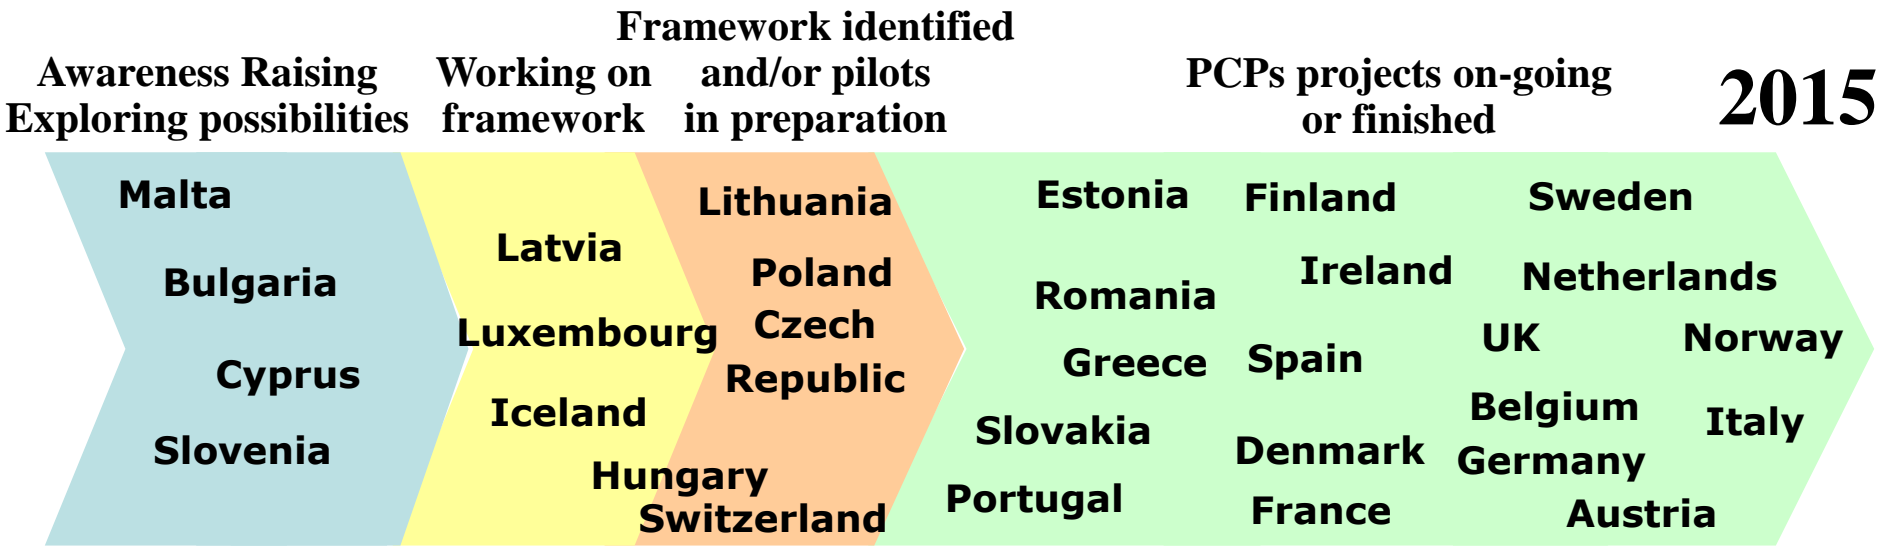 Awareness Raising
Exploring possibilities
Working on
framework
Framework identified
and/or pilots
in preparation
PCPs projects on-going
or finished
2015
Malta
Bulgaria
Cyprus
Slovenia
Latvia
Luxembourg
Iceland
Hungary
Lithuania
Poland
Czech
Republic
Switzerland
Estonia
Romania
Greece
Slovakia
Portugal
Finland
Ireland
Spain
Denmark
France
Sweden
Netherlands
UK
Norway
Belgium
Italy
Germany
Austria